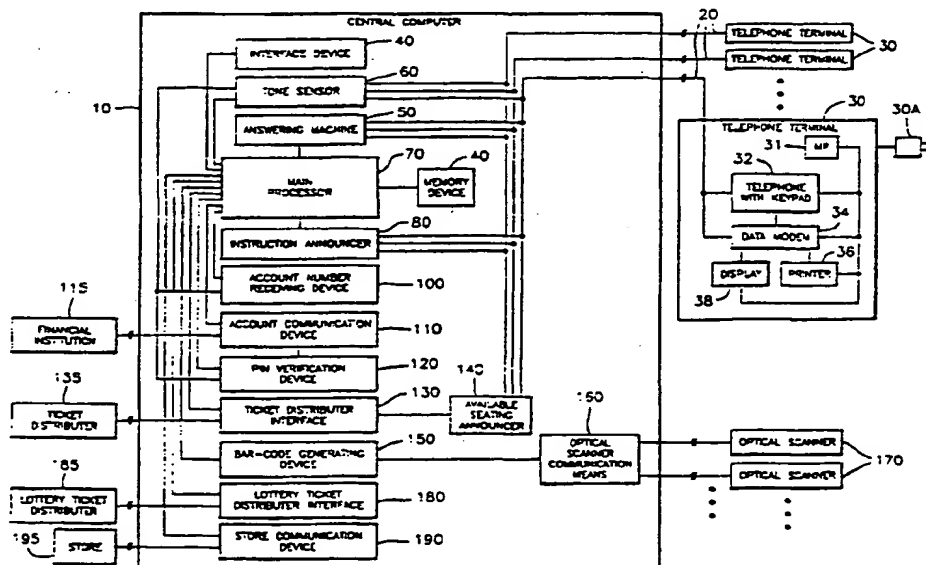 CENTRAL COMPUTER
10
INTERFACE DEVICE
40
TONE SENSOR
60
ANSWERING MACHINE
50
MAIN
PROCESSOR
70
MEMORY
DEVICE
40
INSTRUCTION ANNOUNCER
80
ACCOUNT NUMBER
RECEIVING DEVICE
100
ACCOUNT COMMUNICATION
DEVICE
110
PIN VERIFICATION
DEVICE
120
TICKET DISTRIBUTER
INTERFACE
130
AVAILABLE
SEATING
ANNOUNCER
140
BAR-CODE GENERATING
DEVICE
150
LOTTERY TICKET
DISTRIBUTER INTERFACE
180
STORE COMMUNICATION
DEVICE
190
115
FINANCIAL
INSTITUTION
135
TICKET
DISTRIBUTER
185
LOTTERY TICKET
DISTRIBUTER
195
STORE
20
TELEPHONE TERMINAL
TELEPHONE TERMINAL
30
30
TELEPHONE TERMINAL
30A
31
MP
32
TELEPHONE
WITH KEYPAD
34
DATA MODEM
36
DISPLAY
PRINTER
38
160
OPTICAL
SCANNER
COMMUNICATION
MEANS
OPTICAL SCANNER
OPTICAL SCANNER
170